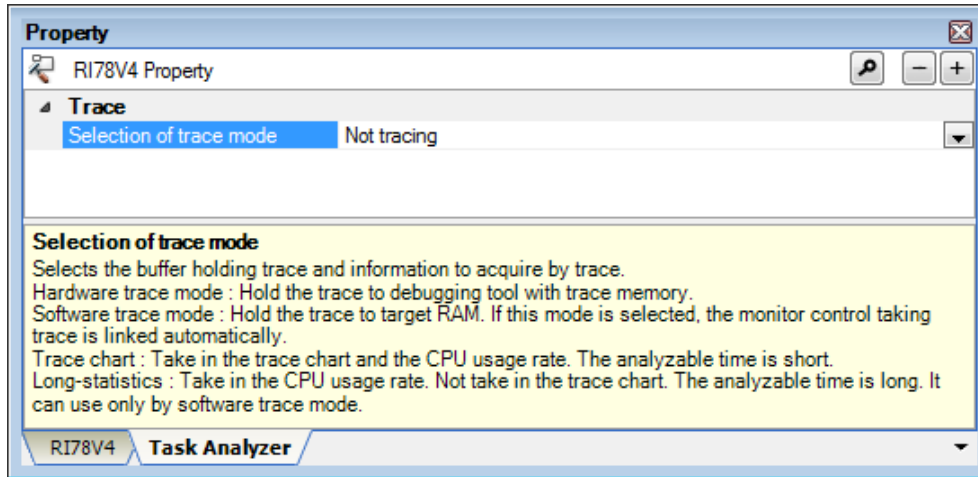 Property
RI78V4 Property
Trace
Selection of trace mode Not tracing
Selection of trace mode
Selects the buffer holding trace and information to acquire by trace.
Hardware trace mode : Hold the trace to debugging tool with trace memory.
Software trace mode : Hold the trace to target RAM. If this mode is selected, the monitor control taking
trace is linked automatically.
Trace chart : Take in the trace chart and the CPU usage rate. The analyzable time is short.
Long-statistics : Take in the CPU usage rate. Not take in the trace chart. The analyzable time is long. It
can use only by software trace mode.
RI78V4 Task Analyzer